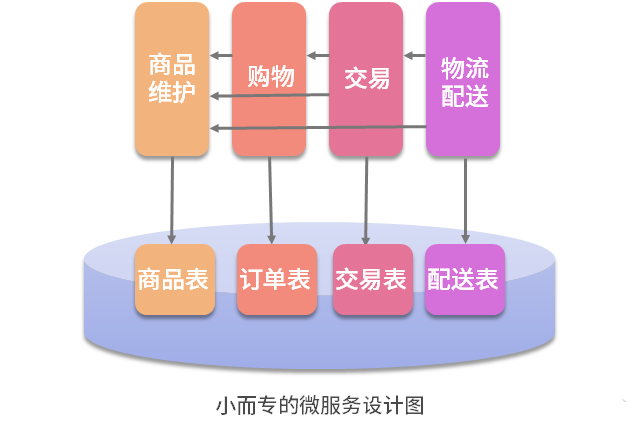 商品
维护
购物
交易
物流
配送
商品表
订单表
交易表
配送表
小而专的微服务设计图